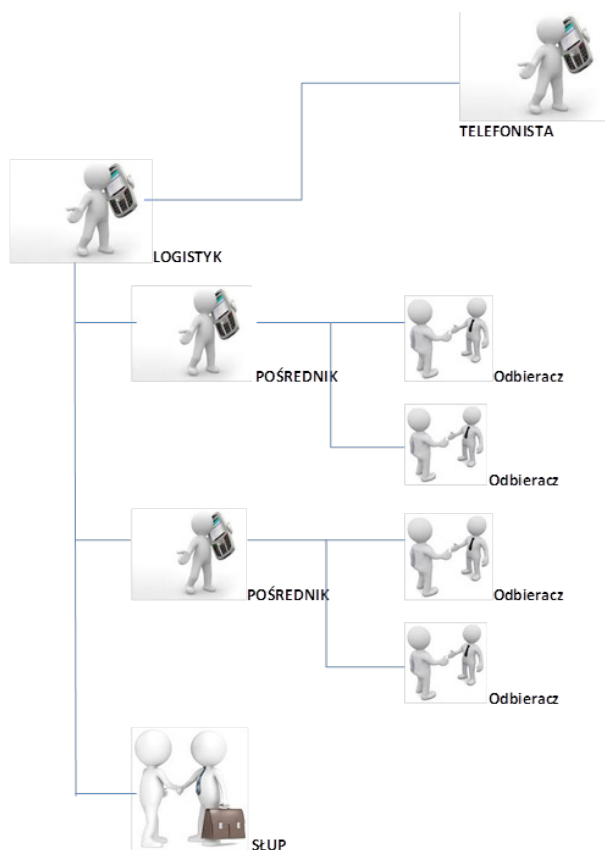 TELEFONISTA
LOGISTYK
POŚREDNIK
Odbieracz
Odbieracz
POŚREDNIK
Odbieracz
Odbieracz
SŁUP